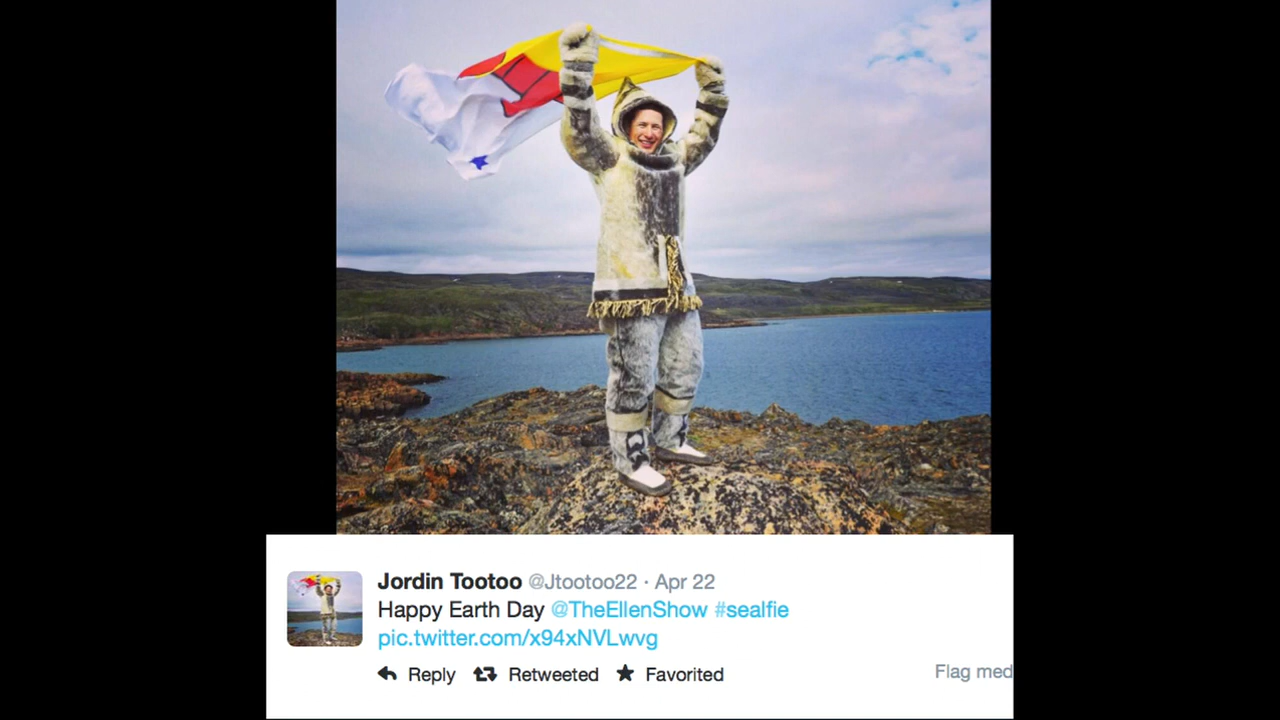 Jordin Tootoo @Jtootoo22 · Apr 22
Happy Earth Day @TheEllenShow #sealfie
pic.twitter.com/x94xNVLwvg
Reply Retweeted Favorited Flag med